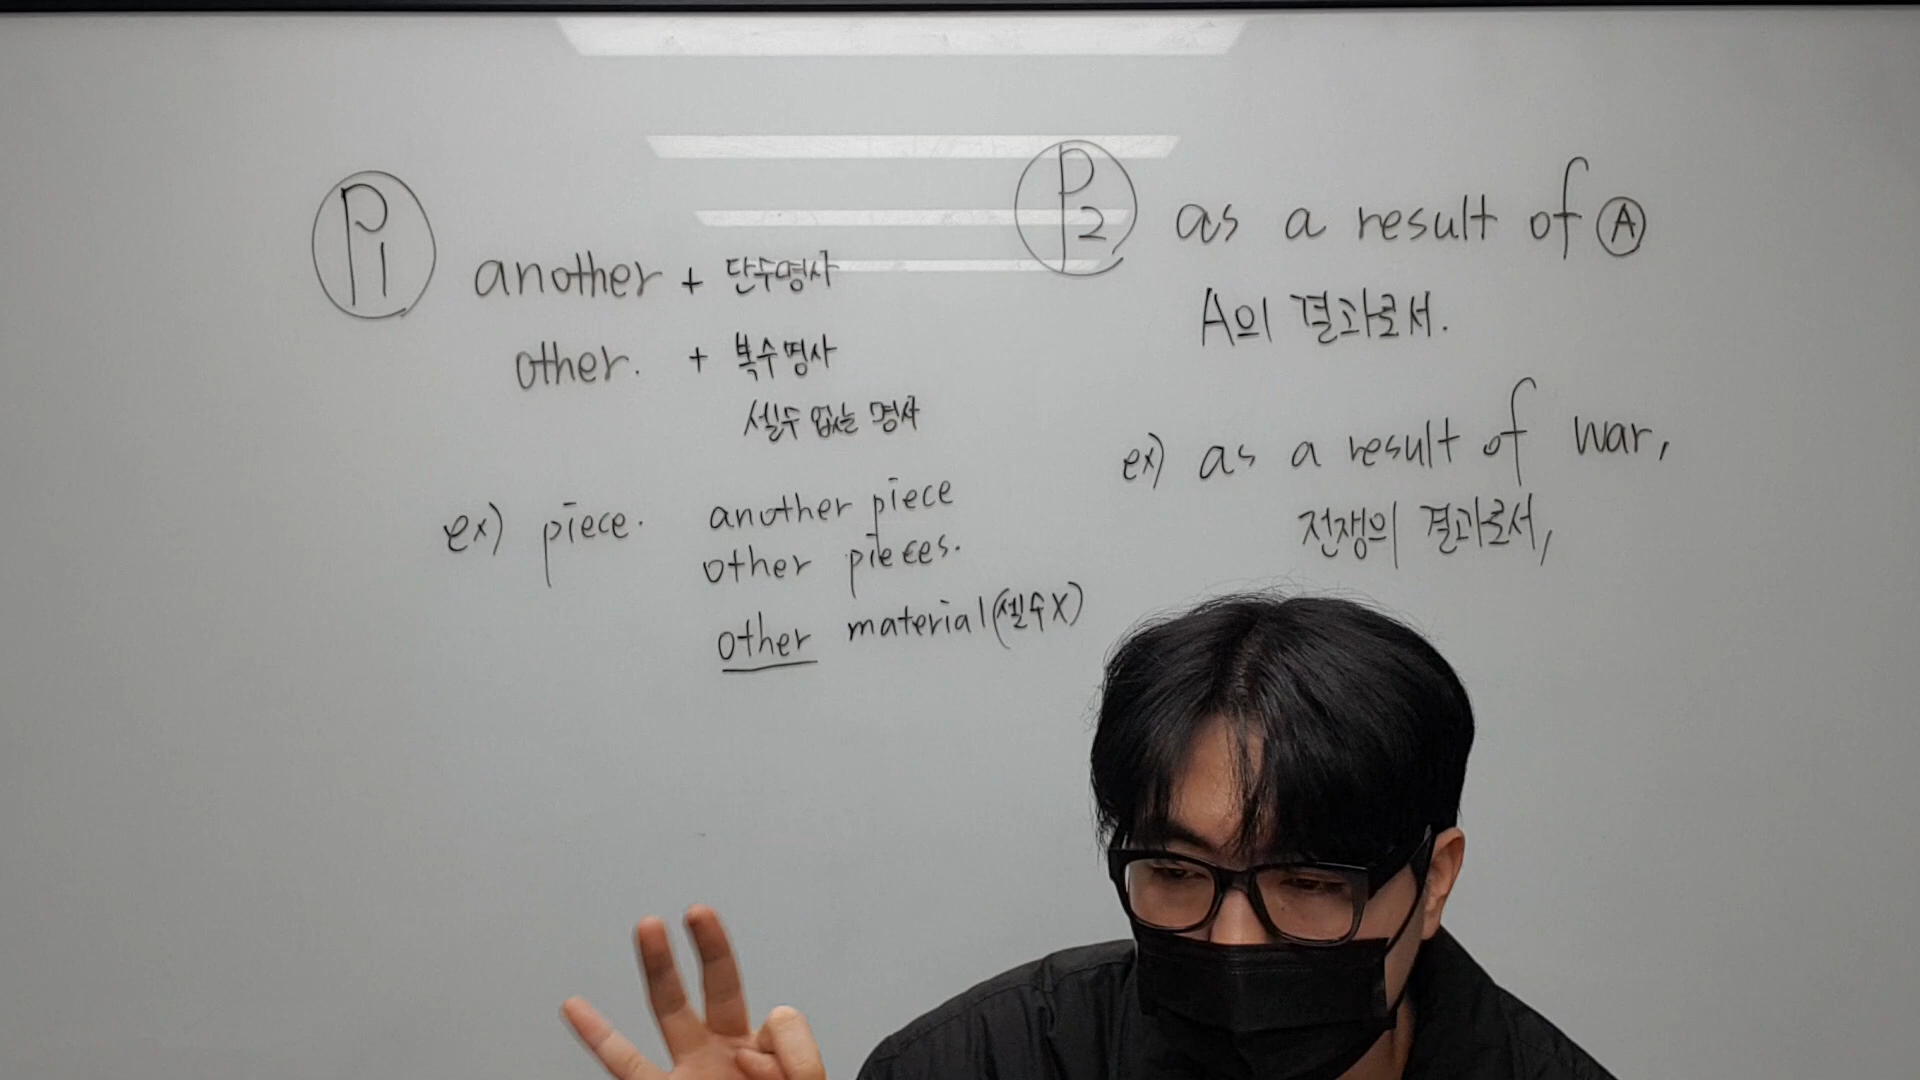 P1
another + 단수명사
other. + 복수명사
셀수 없는 명사
ex) piece. another piece
other pieces.
other material(셀수X)
P2
as a result of Ⓐ
A의 결과로서.
ex) as a result of war,
전쟁의 결과로서,